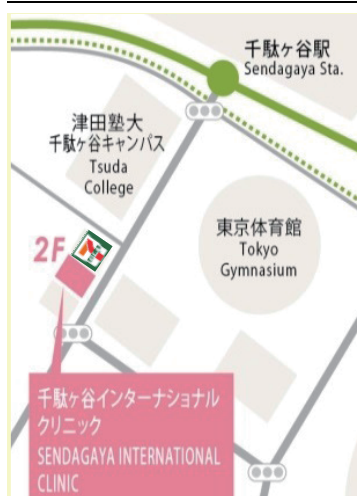 千駄ヶ谷駅
Sendagaya Sta.
津田塾大
千駄ヶ谷キャンパス
Tsuda
College
東京体育館
Tokyo
Gymnasium
2F
千駄ヶ谷インターナショナル
クリニック
SENDAGAYA INTERNATIONAL
CLINIC